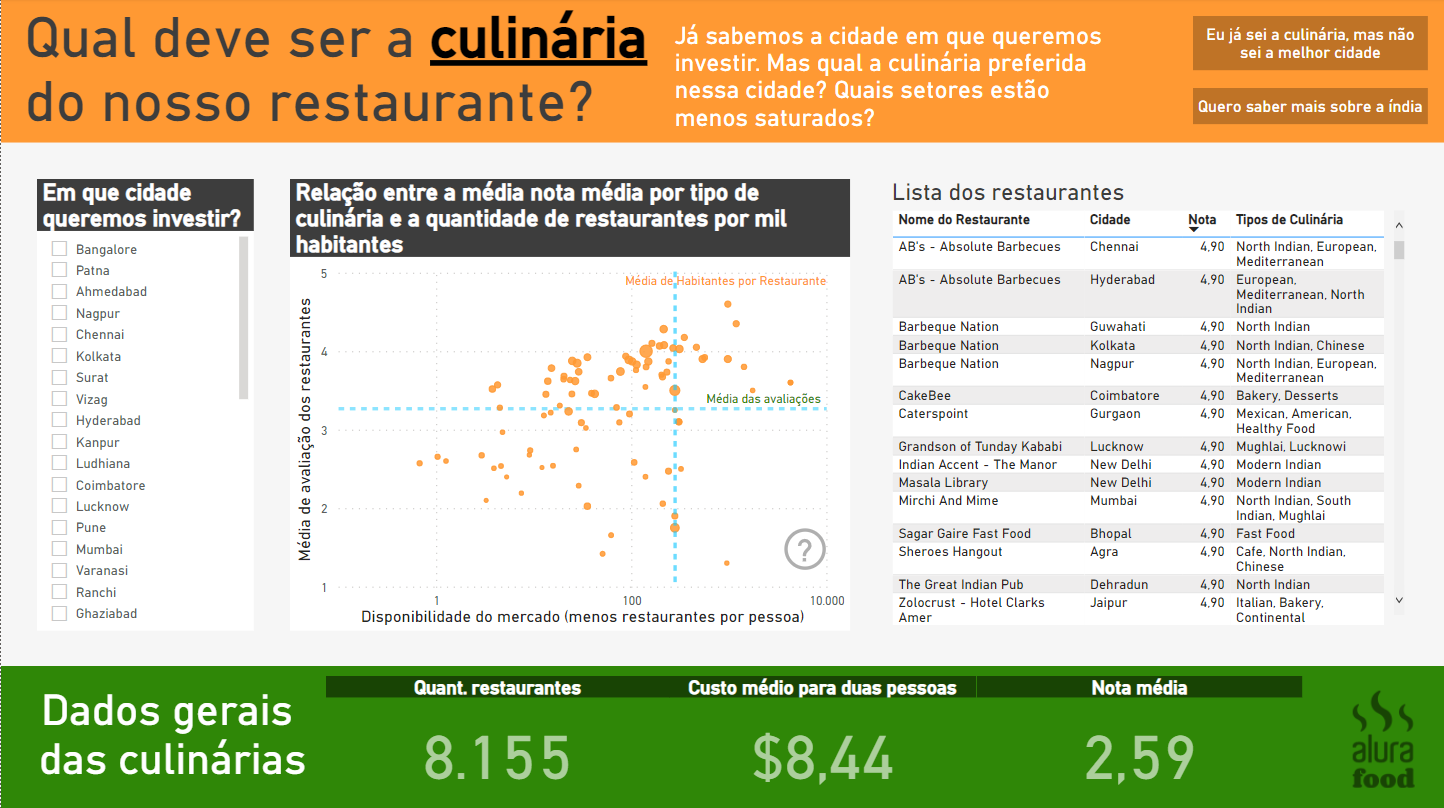 Qual deve ser a culinária
do nosso restaurante?
Já sabemos a cidade em que queremos
investir. Mas qual a culinária preferida
nessa cidade? Quais setores estão
menos saturados?
Eu já sei a culinária, mas não
sei a melhor cidade
Quero saber mais sobre a índia
Em que cidade
queremos investir?
Bangalore
Patna
Ahmedabad
Nagpur
Chennai
Kolkata
Surat
Vizag
Hyderabad
Kanpur
Ludhiana
Coimbatore
Lucknow
Pune
Mumbai
Varanasi
Ranchi
Ghaziabad
Relação entre a média nota média por tipo de
culinária e a quantidade de restaurantes por mil
habitantes
Média de avaliação dos restaurantes
5
4
3
2
1
Média de Habitantes por Restaurante
Média das avaliações
?
1 100 10.000
Disponibilidade do mercado (menos restaurantes por pessoa)
Lista dos restaurantes
Nome do Restaurante Cidade Nota Tipos de Culinária
AB's - Absolute Barbecues Chennai 4,90 North Indian, European,
Mediterranean
AB's - Absolute Barbecues Hyderabad 4,90 European,
Mediterranean, North
Indian
Barbeque Nation Guwahati 4,90 North Indian
Barbeque Nation Kolkata 4,90 North Indian, Chinese
Barbeque Nation Nagpur 4,90 North Indian, European,
Mediterranean
CakeBee Coimbatore 4,90 Bakery, Desserts
Caterspoint Gurgaon 4,90 Mexican, American,
Healthy Food
Grandson of Tunday Kababi Lucknow 4,90 Mughlai, Lucknowi
Indian Accent - The Manor New Delhi 4,90 Modern Indian
Masala Library New Delhi 4,90 Modern Indian
Mirchi And Mime Mumbai 4,90 North Indian, South
Indian, Mughlai
Sagar Gaire Fast Food Bhopal 4,90 Fast Food
Sheroes Hangout Agra 4,90 Cafe, North Indian,
Chinese
The Great Indian Pub Dehradun 4,90 North Indian
Zolocrust - Hotel Clarks Jaipur 4,90 Italian, Bakery,
Amer Continental
Dados gerais
das culinárias
Quant. restaurantes Custo médio para duas pessoas Nota média
8.155 $8,44 2,59
alura
food